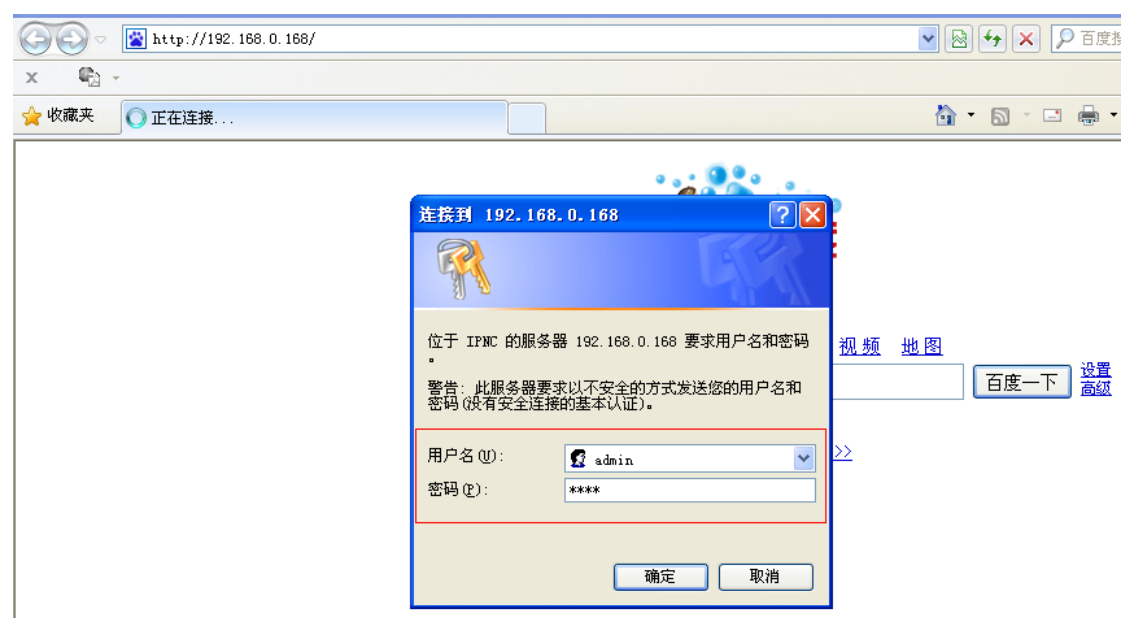 http://192.168.0.168/
百度搜
x
收藏夹
正在连接...
连接到 192.168.0.168
位于 IPNC 的服务器 192.168.0.168 要求用户名和密码
。
警告: 此服务器要求以不安全的方式发送您的用户名和
密码(没有安全连接的基本认证)。
视频 地图
百度一下
设置
高级
用户名(U):
admin
>>
密码(P):
****
确定
取消